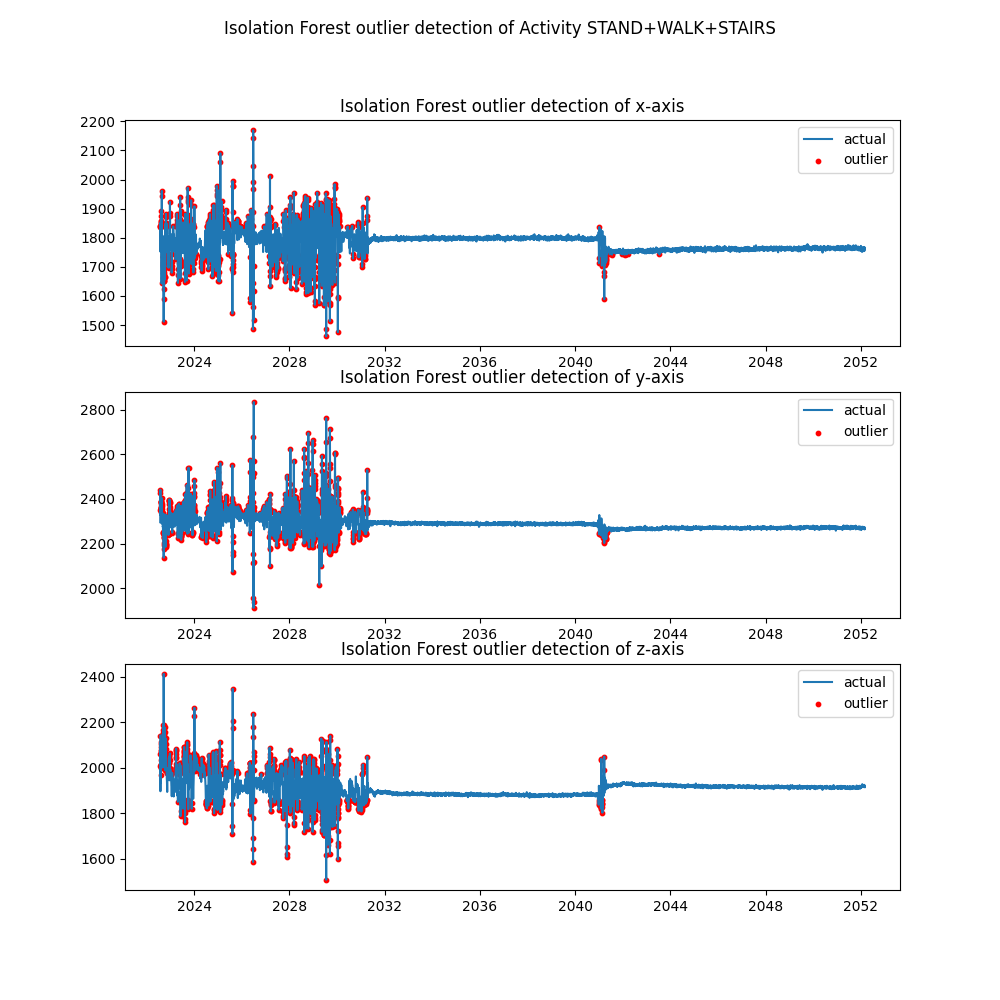 Isolation Forest outlier detection of Activity STAND+WALK+STAIRS
Isolation Forest outlier detection of x-axis
2200
2100
2000
1900
1800
1700
1600
1500
actual
outlier
2024 2028 2032 2036 2040 2044 2048 2052
Isolation Forest outlier detection of y-axis
2800
2600
2400
2200
2000
actual
outlier
2024 2028 2032 2036 2040 2044 2048 2052
Isolation Forest outlier detection of z-axis
2400
2200
2000
1800
1600
actual
outlier
2024 2028 2032 2036 2040 2044 2048 2052